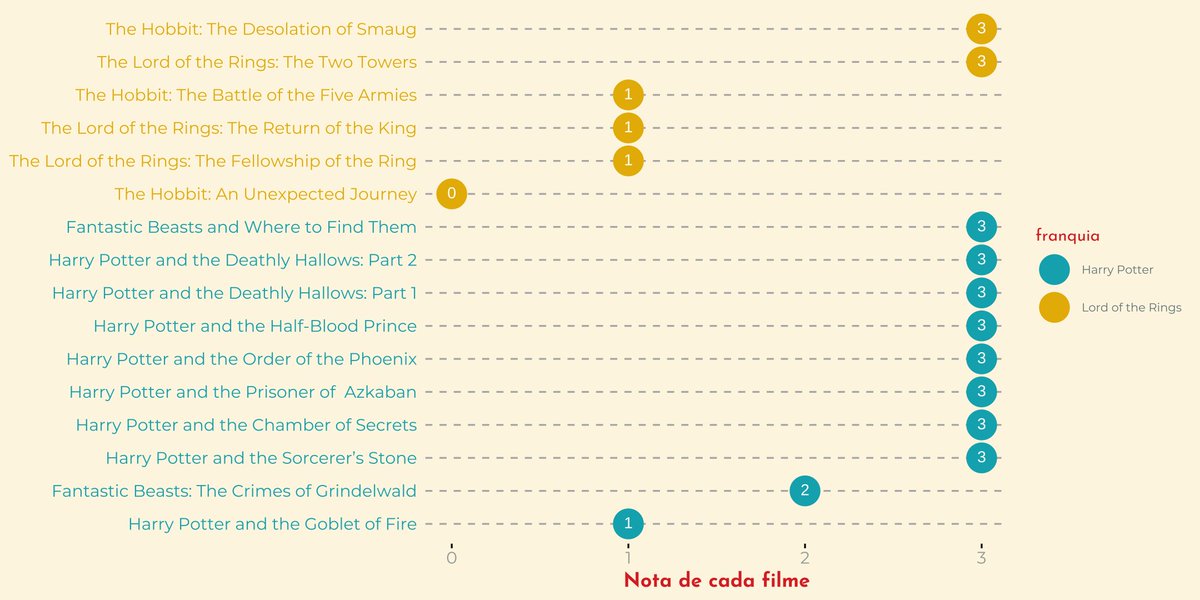 The Hobbit: The Desolation of Smaug 3
The Lord of the Rings: The Two Towers 3
The Hobbit: The Battle of the Five Armies 1
The Lord of the Rings: The Return of the King 1
The Lord of the Rings: The Fellowship of the Ring 1
The Hobbit: An Unexpected Journey 0
Fantastic Beasts and Where to Find Them 3
Harry Potter and the Deathly Hallows: Part 2 3
Harry Potter and the Deathly Hallows: Part 1 3
Harry Potter and the Half-Blood Prince 3
Harry Potter and the Order of the Phoenix 3
Harry Potter and the Prisoner of  Azkaban 3
Harry Potter and the Chamber of Secrets 3
Harry Potter and the Sorcerer’s Stone 3
Fantastic Beasts: The Crimes of Grindelwald 2
Harry Potter and the Goblet of Fire 1
0 1 2 3
Nota de cada filme
franquia
Harry Potter
Lord of the Rings